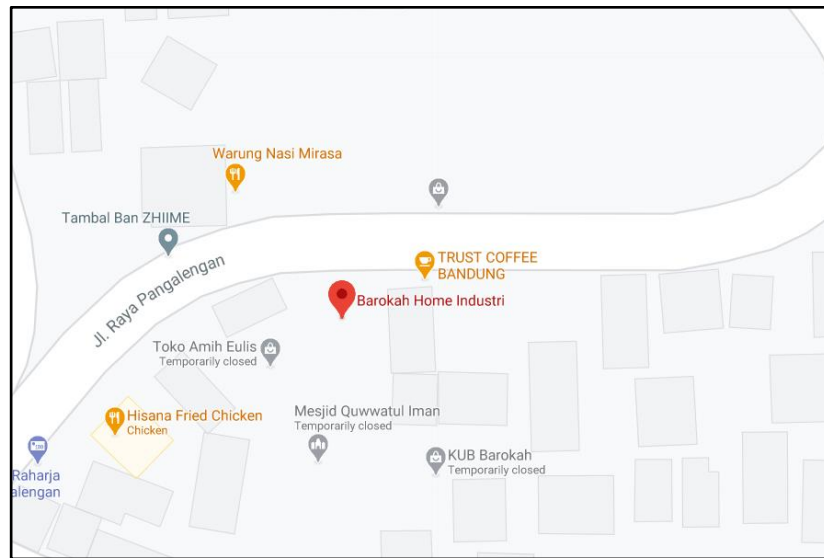 Warung Nasi Mirasa
Tambal Ban ZHIIME
Jl. Raya Pangalengan
TRUST COFFEE
BANDUNG
Barokah Home Industri
Toko Amih Eulis
Temporarily closed
Hisana Fried Chicken
Chicken
Mesjid Quwwatul Iman
Temporarily closed
KUB Barokah
Temporarily closed
Raharja
alengan